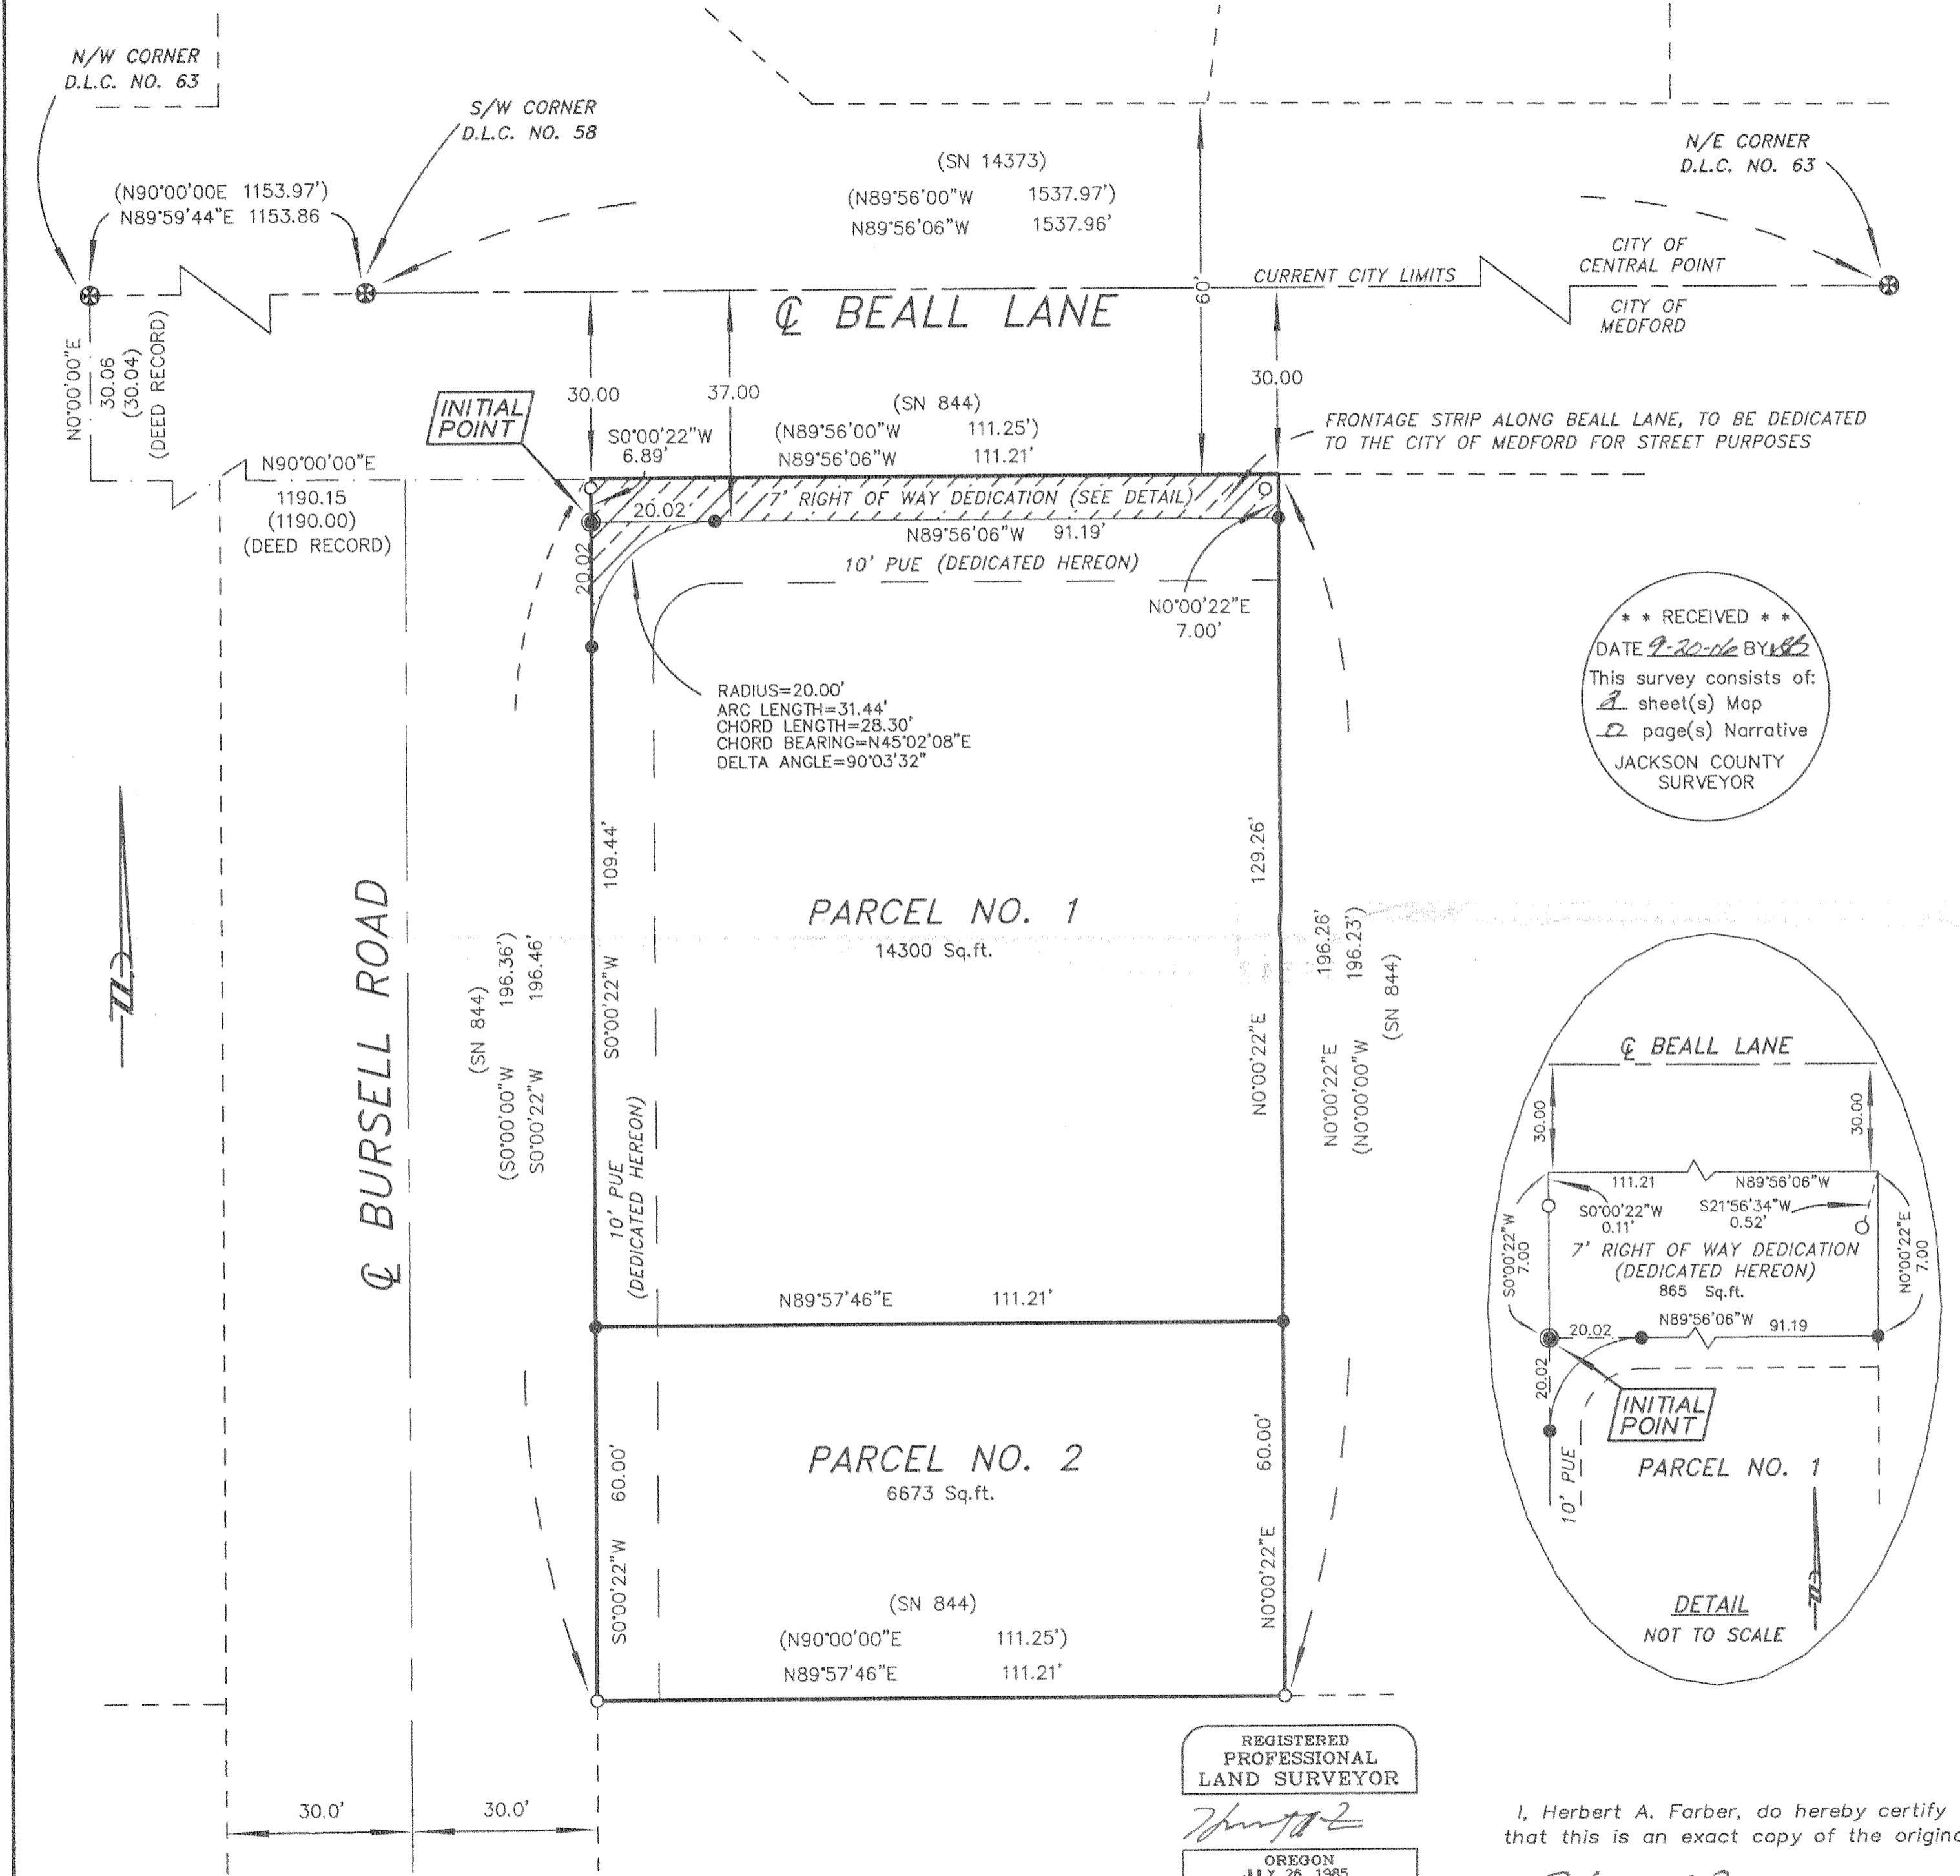 N/W CORNER
D.L.C. NO. 63
S/W CORNER
D.L.C. NO. 58
(SN 14373)
(N89°56'00"W 1537.97')
N89°56'06"W 1537.96'
N/E CORNER
D.L.C. NO. 63
(N90°00'00E 1153.97')
N89°59'44"E 1153.86
CITY OF
CENTRAL POINT
CURRENT CITY LIMITS
CITY OF
MEDFORD
℄ BEALL LANE
60'
N0°00'00"E
30.06
(30.04)
(DEED RECORD)
30.00
37.00
30.00
INITIAL
POINT
S0°00'22"W
6.89'
(SN 844)
(N89°56'00"W 111.25')
N89°56'06"W 111.21'
FRONTAGE STRIP ALONG BEALL LANE, TO BE DEDICATED
TO THE CITY OF MEDFORD FOR STREET PURPOSES
N90°00'00"E
1190.15
(1190.00)
(DEED RECORD)
7' RIGHT OF WAY DEDICATION (SEE DETAIL)
20.02'
N89°56'06"W 91.19'
20.02
10' PUE (DEDICATED HEREON)
N0°00'22"E
7.00'
RADIUS=20.00'
ARC LENGTH=31.44'
CHORD LENGTH=28.30'
CHORD BEARING=N45°02'08"E
DELTA ANGLE=90°03'32"
* * RECEIVED * *
DATE 9-20-06 BY
This survey consists of:
sheet(s) Map
page(s) Narrative
JACKSON COUNTY
SURVEYOR
℄ BURSELL ROAD
(SN 844)
(S0°00'00"W 196.36')
S0°00'22"W 196.46'
S0°00'22"W 109.44'
10' PUE
(DEDICATED HEREON)
PARCEL NO. 1
14300 Sq.ft.
N0°00'22"E 129.26'
N0°00'22"E 196.26'
(N0°00'00"W 196.23')
(SN 844)
N89°57'46"E 111.21'
PARCEL NO. 2
6673 Sq.ft.
S0°00'22"W 60.00'
N0°00'22"E 60.00'
(SN 844)
(N90°00'00"E 111.25')
N89°57'46"E 111.21'
30.0' 30.0'
℄ BEALL LANE
30.00
30.00
111.21 N89°56'06"W
S0°00'22"W
0.11'
S21°56'34"W
0.52'
S0°00'22"W
7.00
7' RIGHT OF WAY DEDICATION
(DEDICATED HEREON)
865 Sq.ft.
N0°00'22"E
7.00
20.02 N89°56'06"W 91.19
20.02
INITIAL
POINT
10' PUE
PARCEL NO. 1
DETAIL
NOT TO SCALE
REGISTERED
PROFESSIONAL
LAND SURVEYOR
OREGON
JULY 26, 1985
I, Herbert A. Farber, do hereby certify
that this is an exact copy of the origina